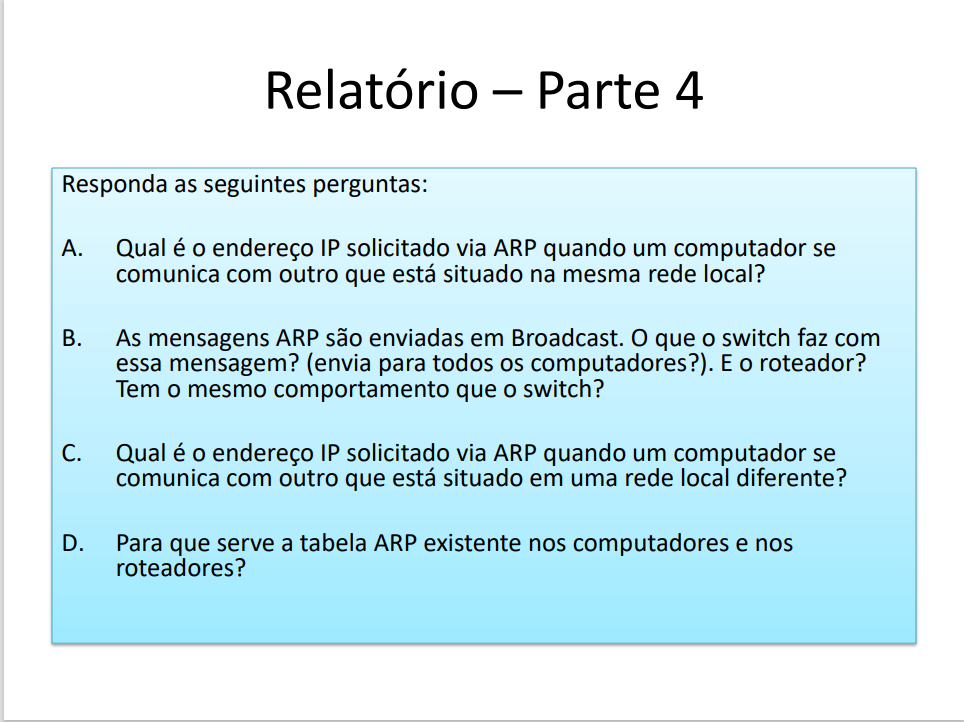 Relatório – Parte 4
Responda as seguintes perguntas:
A. Qual é o endereço IP solicitado via ARP quando um computador se
comunica com outro que está situado na mesma rede local?
B. As mensagens ARP são enviadas em Broadcast. O que o switch faz com
essa mensagem? (envia para todos os computadores?). E o roteador?
Tem o mesmo comportamento que o switch?
C. Qual é o endereço IP solicitado via ARP quando um computador se
comunica com outro que está situado em uma rede local diferente?
D. Para que serve a tabela ARP existente nos computadores e nos
roteadores?